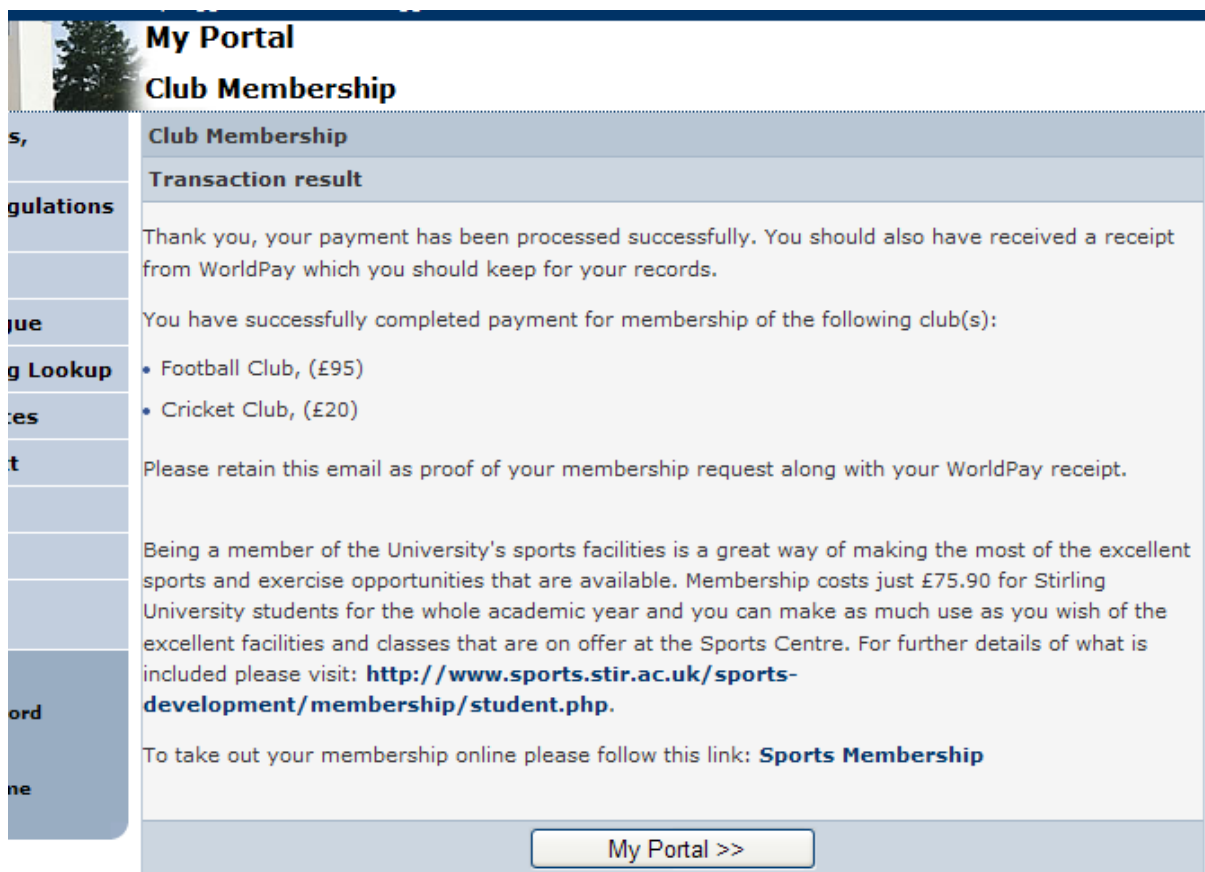 My Portal
Club Membership
s,
gulations
gue
g Lookup
ces
ct
ord
me
Club Membership
Transaction result
Thank you, your payment has been processed successfully. You should also have received a receipt
from WorldPay which you should keep for your records.
You have successfully completed payment for membership of the following club(s):
• Football Club, (£95)
• Cricket Club, (£20)
Please retain this email as proof of your membership request along with your WorldPay receipt.
Being a member of the University's sports facilities is a great way of making the most of the excellent
sports and exercise opportunities that are available. Membership costs just £75.90 for Stirling
University students for the whole academic year and you can make as much use as you wish of the
excellent facilities and classes that are on offer at the Sports Centre. For further details of what is
included please visit: http://www.sports.stir.ac.uk/sports-
development/membership/student.php.
To take out your membership online please follow this link: Sports Membership
My Portal >>